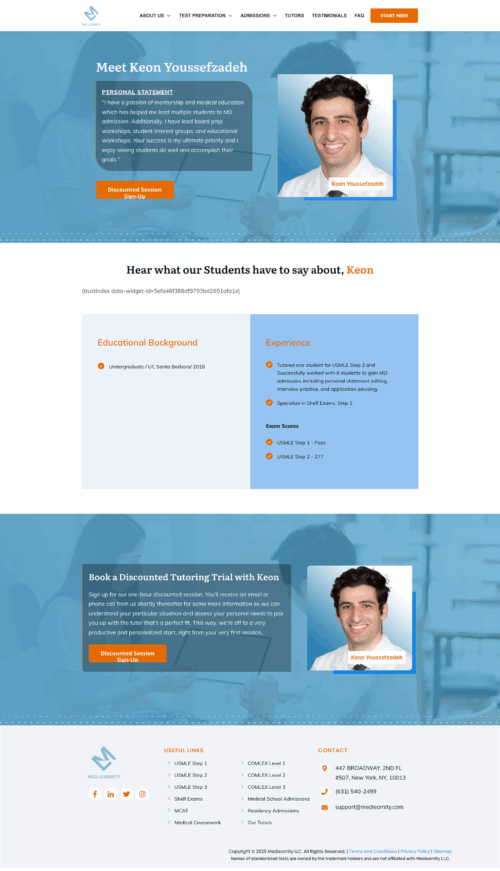 ABOUT US
TEST PREPARATION
ADMISSIONS
TUTORS
TESTIMONIALS
FAQ
START HERE
MED LEARNITY
Meet Keon Youssefzadeh
PERSONAL STATEMENT
"I have a passion of mentorship and medical education
which has helped me lead multiple students to MD
admission. Additionally, I have lead board prep
workshops, student interest groups, and educational
workshops. Your success is my ultimate priority and I
enjoy seeing students do well and accomplish their
goals."
Keon Youssefzadeh
Discounted Session
Sign-Up
Hear what our Students have to say about, Keon
Educational Background
Undergraduate / UC Santa Barbara/ 2018
Experience
Tutored one student for USMLE Step 2 and
Successfully worked with 6 students to gain MD
admission, including personal statement editing,
interview practice, and application advising.
Specialize in Shelf Exams, Step 2
Exam Scores
USMLE Step 1 - Pass
USMLE Step 2 - 277
Book a Discounted Tutoring Trial with Keon
Sign up for our one-hour discounted session. You'll receive an email or
phone call from us shortly thereafter for some more information so we can
understand your particular situation and assess your personal needs to pair
you up with the tutor that's a perfect fit. This way, we're off to a very
productive and personalized start, right from your very first session.
Discounted Session
Sign-Up
Keon Youssefzadeh
MED LEARNITY
USEFUL LINKS
USMLE Step 1
USMLE Step 2
USMLE Step 3
Shelf Exams
MCAT
Medical Coursework
COMLEX Level 1
COMLEX Level 2
COMLEX Level 3
Medical School Admissions
Residency Admissions
Our Tutors
CONTACT
447 BROADWAY, 2ND FL
#507, New York, NY, 10013
(631) 540-2499
support@medlearnity.com
Copyright © 2025 Medlearnity LLC. All Rights Reserved. | Terms and Conditions | Privacy Policy | Sitemap
Names of standardized tests are owned by the trademark holders and are not affiliated with Medlearnity LLC.